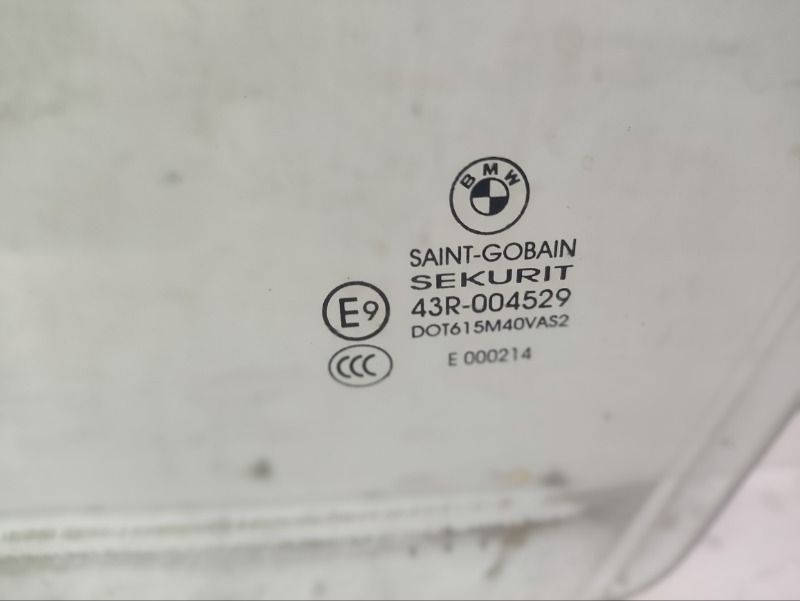 BMW
SAINT-GOBAIN
SEKURIT
E9
43R-004529
DOT615M40VAS2
CCC
E 000214